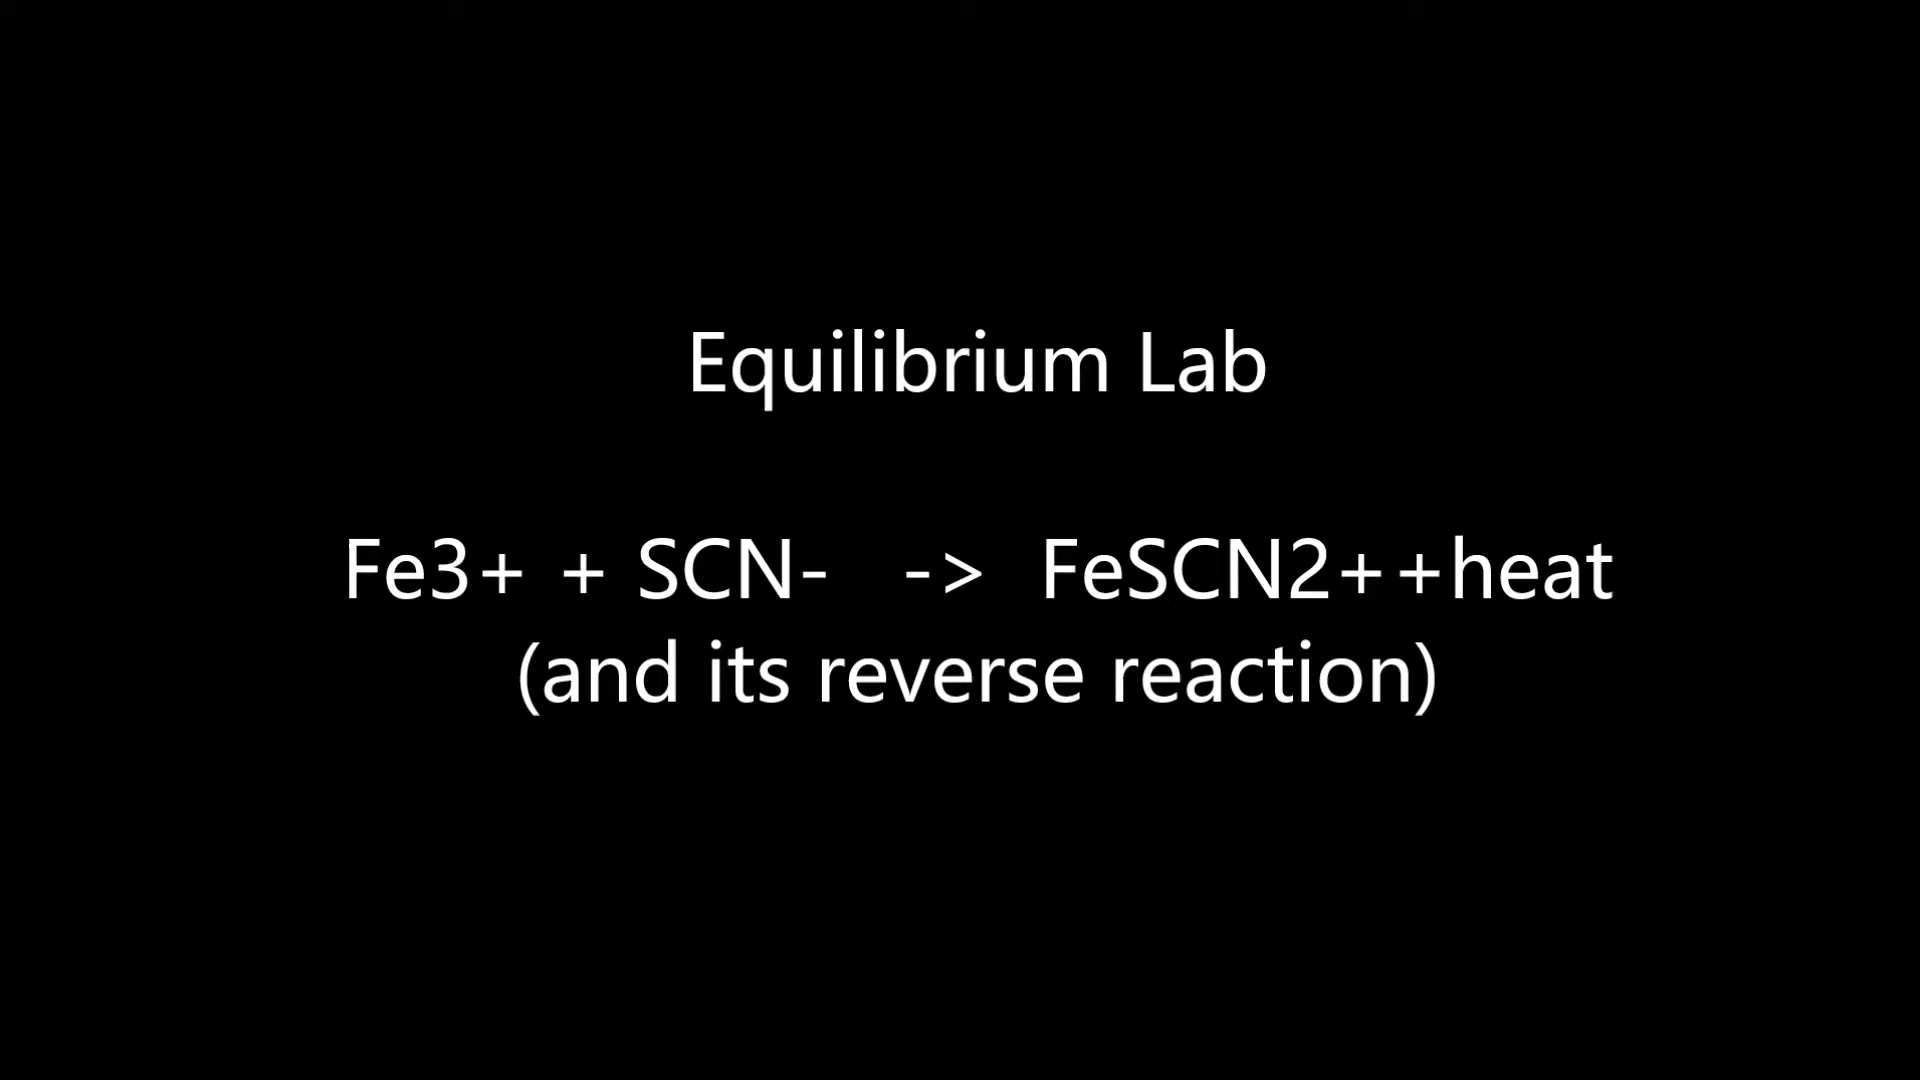 Equilibrium Lab
Fe3+ + SCN- -> FeSCN2++heat
(and its reverse reaction)